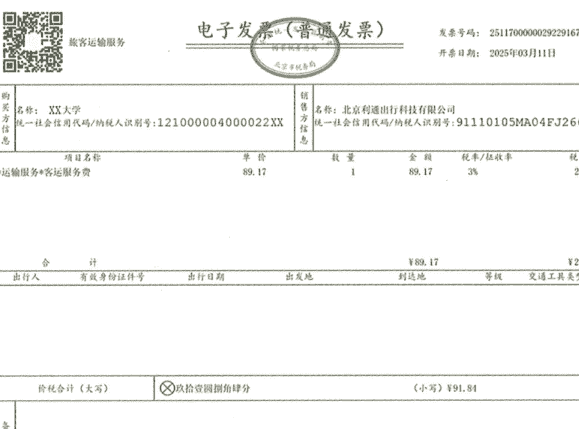 电子发票（普通发票）
旅客运输服务
发票号码： 2511700000029229167
开票日期： 2025年03月11日
购买方信息
名称： XX大学
统一社会信用代码/纳税人识别号:121000004000022XX
销售方信息
名称： 北京利通出行科技有限公司
统一社会信用代码/纳税人识别号:91110105MA04FJ26
项目名称 单价 数量 金额 税率/征收率 税
运输服务*客运服务费 89.17 1 89.17 3% 2
合计 ¥89.17 ¥2
出行人 有效身份证件号 出行日期 出发地 到达地 等级 交通工具类
价税合计（大写） 玖拾壹圆捌角肆分 （小写）¥91.84
备